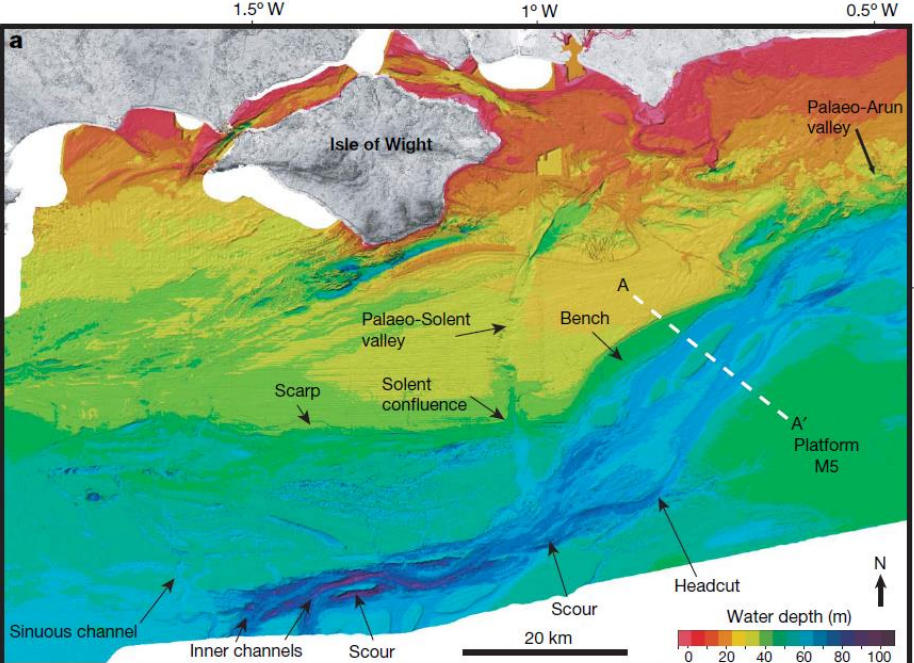 1.5° W
1° W
0.5° W
a
Palaeo-Arun
valley
Isle of Wight
A
Palaeo-Solent
valley
Bench
Scarp
Solent
confluence
A′
Platform
M5
N
Headcut
Sinuous channel
Inner channels
Scour
Scour
20 km
Water depth (m)
0 20 40 60 80 100